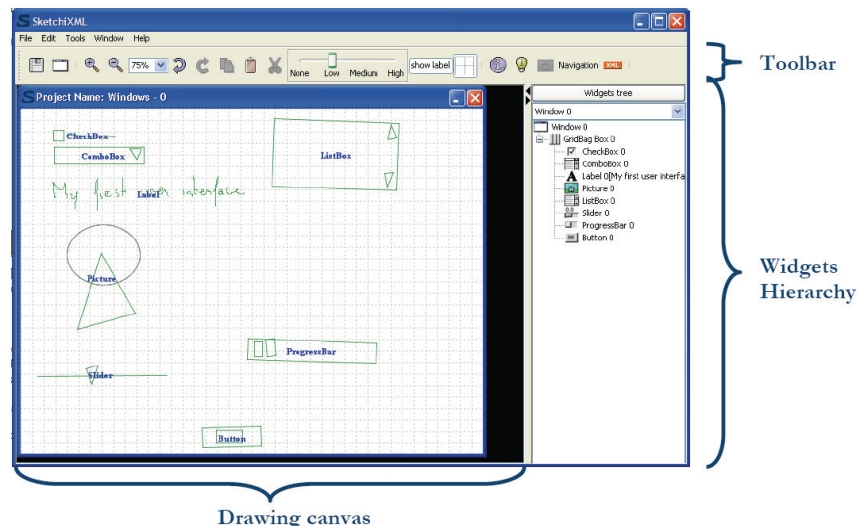 SketchiXML
File Edit Tools Window Help
75%
None Low Medium High
show label
Navigation XML
Toolbar
Project Name: Windows - 0
Widgets tree
Window 0
Window 0
GridBag Box 0
CheckBox 0
ComboBox 0
Label 0[My first user interfa
Picture 0
ListBox 0
Slider 0
ProgressBar 0
Button 0
CheckBox
ComboBox
ListBox
My first user interface
Label
Picture
ProgressBar
Slider
Button
Widgets
Hierarchy
Drawing canvas